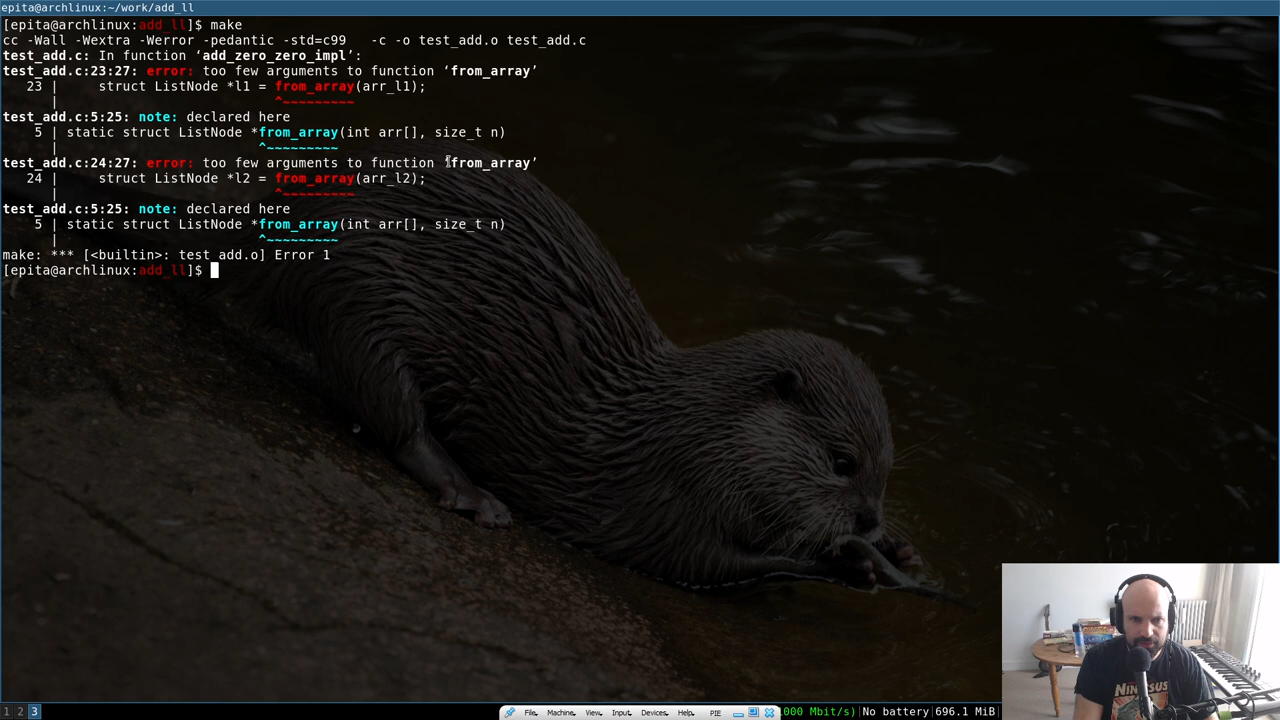 epita@archlinux:~/work/add_ll
[epita@archlinux:add_ll]$ make
cc -Wall -Wextra -Werror -pedantic -std=c99   -c -o test_add.o test_add.c
test_add.c: In function ‘add_zero_zero_impl’:
test_add.c:23:27: error: too few arguments to function ‘from_array’
   23 |     struct ListNode *l1 = from_array(arr_l1);
      |                           ^~~~~~~~~~
test_add.c:5:25: note: declared here
    5 | static struct ListNode *from_array(int arr[], size_t n)
      |                         ^~~~~~~~~~
test_add.c:24:27: error: too few arguments to function ‘from_array’
   24 |     struct ListNode *l2 = from_array(arr_l2);
      |                           ^~~~~~~~~~
test_add.c:5:25: note: declared here
    5 | static struct ListNode *from_array(int arr[], size_t n)
      |                         ^~~~~~~~~~
make: *** [<builtin>: test_add.o] Error 1
[epita@archlinux:add_ll]$
1 2 3 File Machine View Input Devices Help PIE 000 Mbit/s)|No battery|696.1 MiB